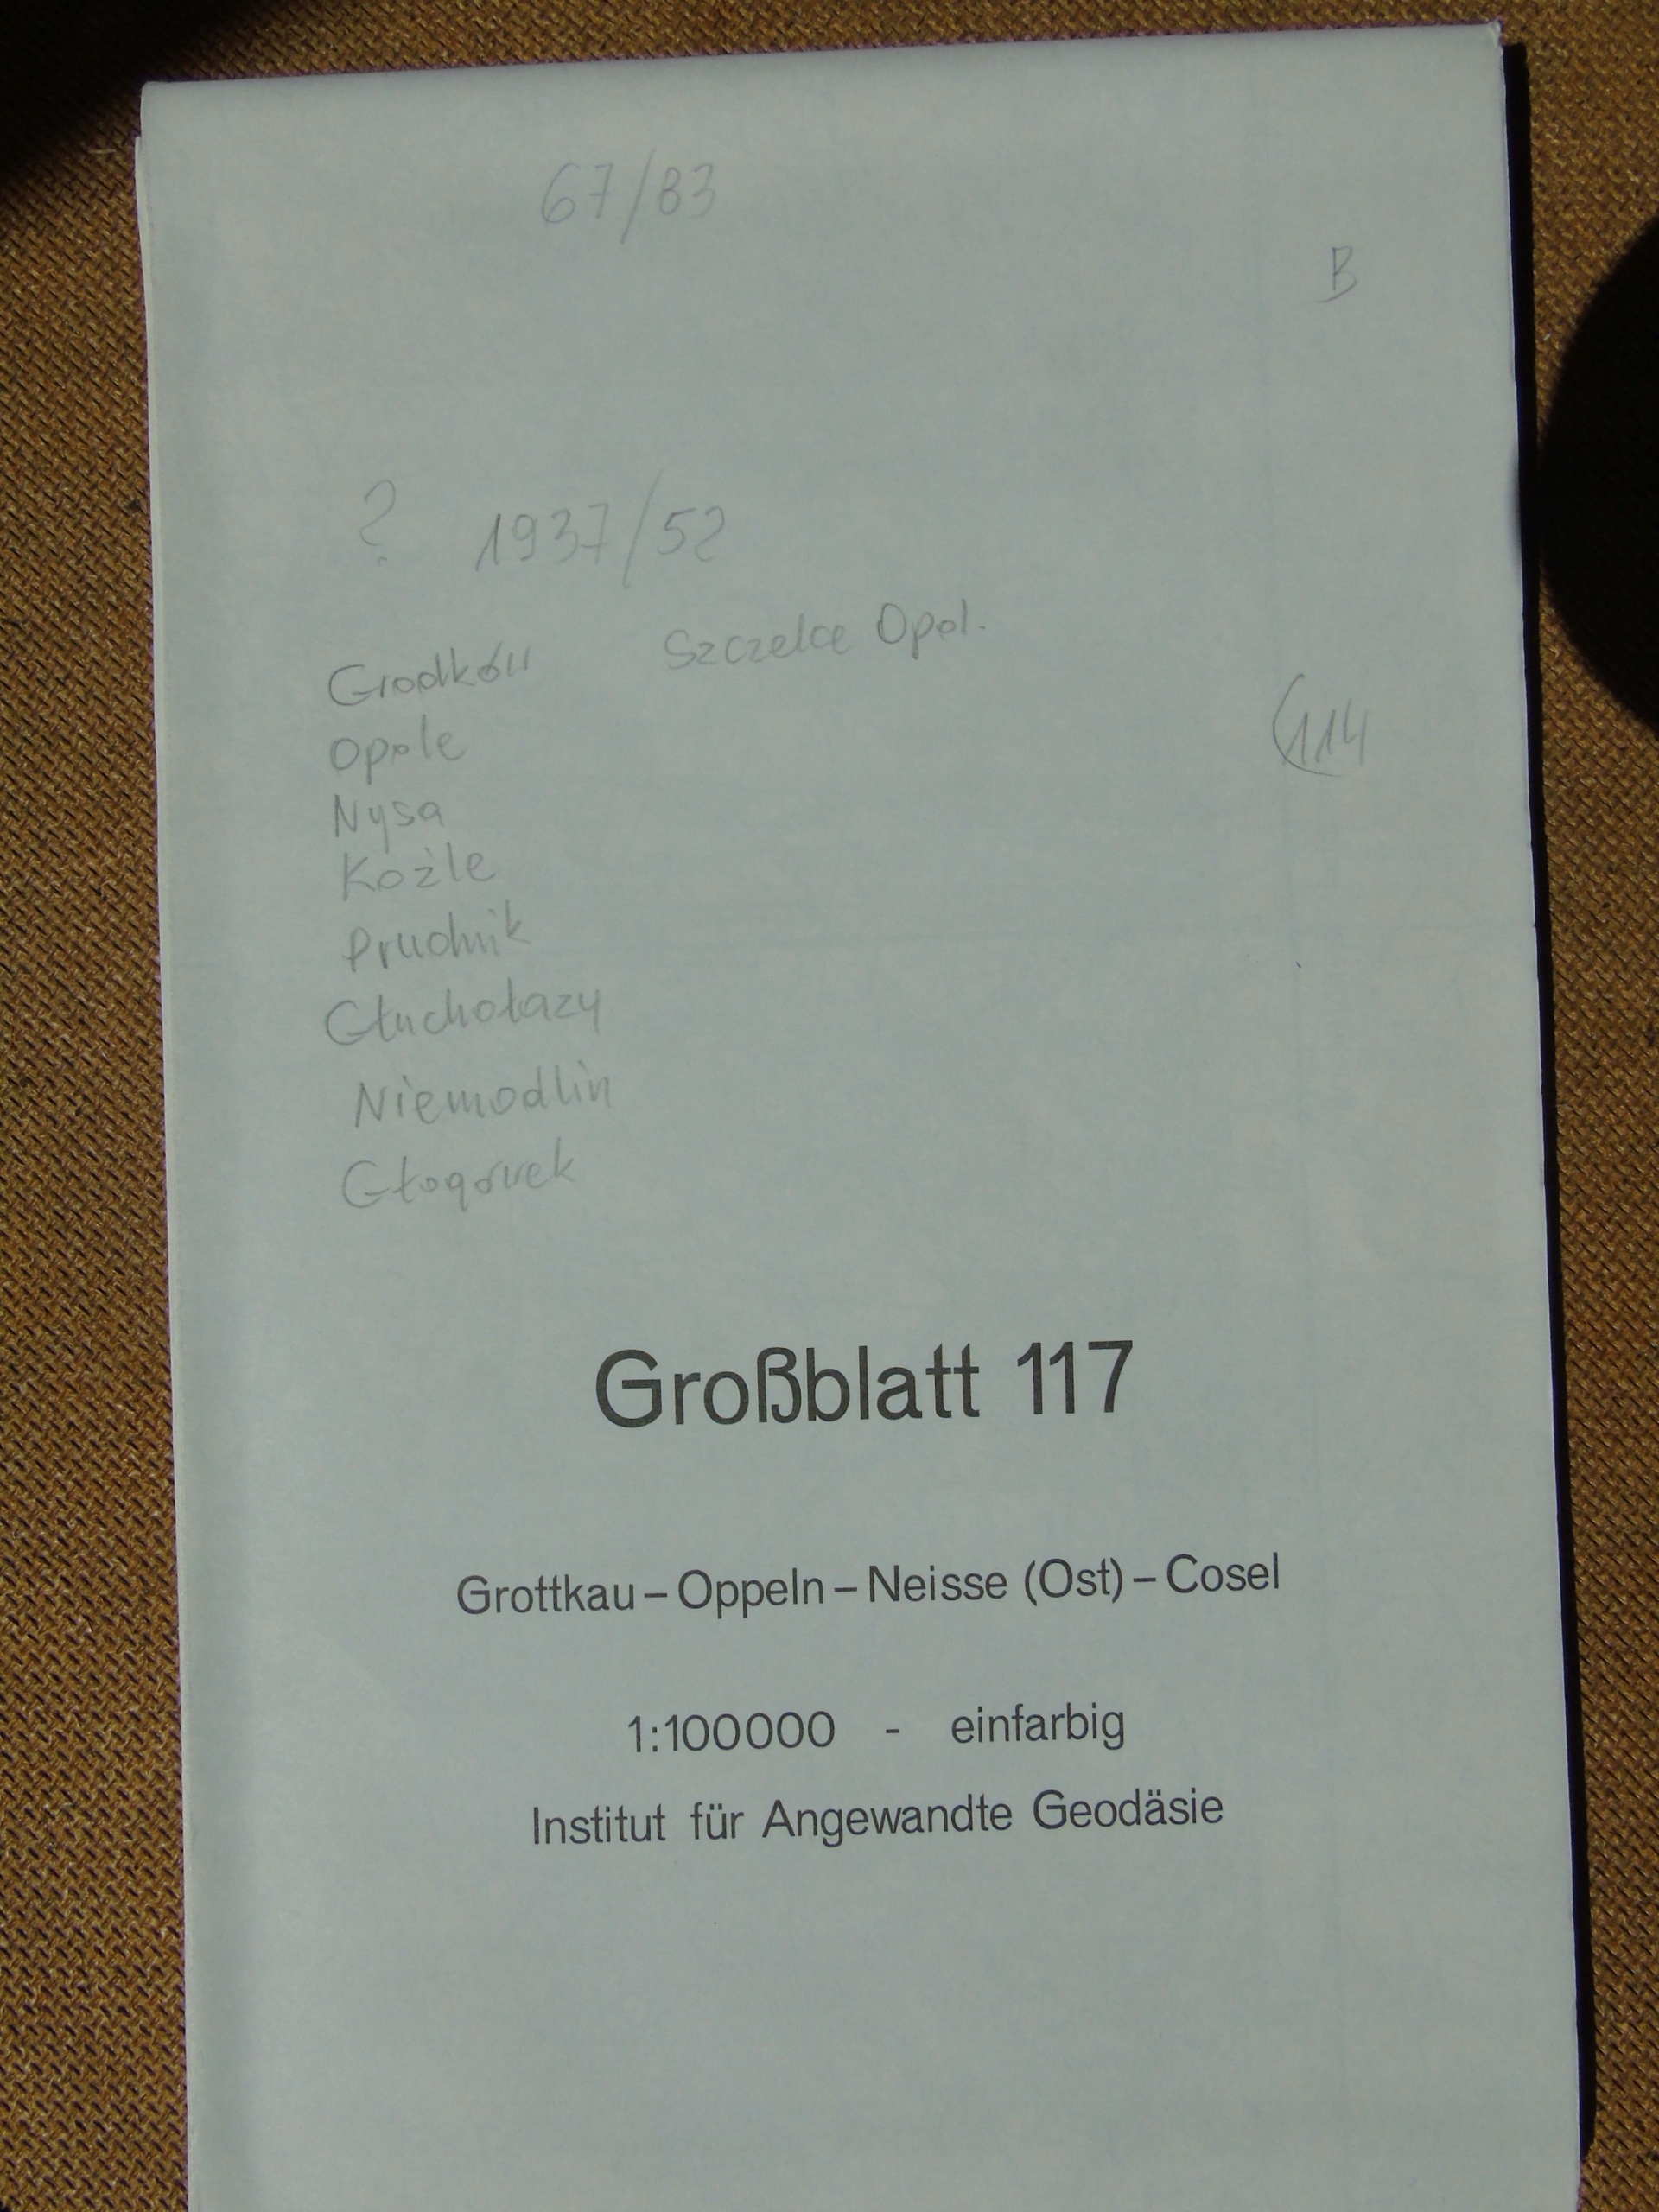 67/83
B
? 1937/52
Grodków Szczelce Opol.
114
Opole
Nysa
Koźle
Prudnik
Głuchołazy
Niemodlin
Głogówek
Großblatt 117
Grottkau – Oppeln – Neisse (Ost) – Cosel
1:100000 - einfarbig
Institut für Angewandte Geodäsie